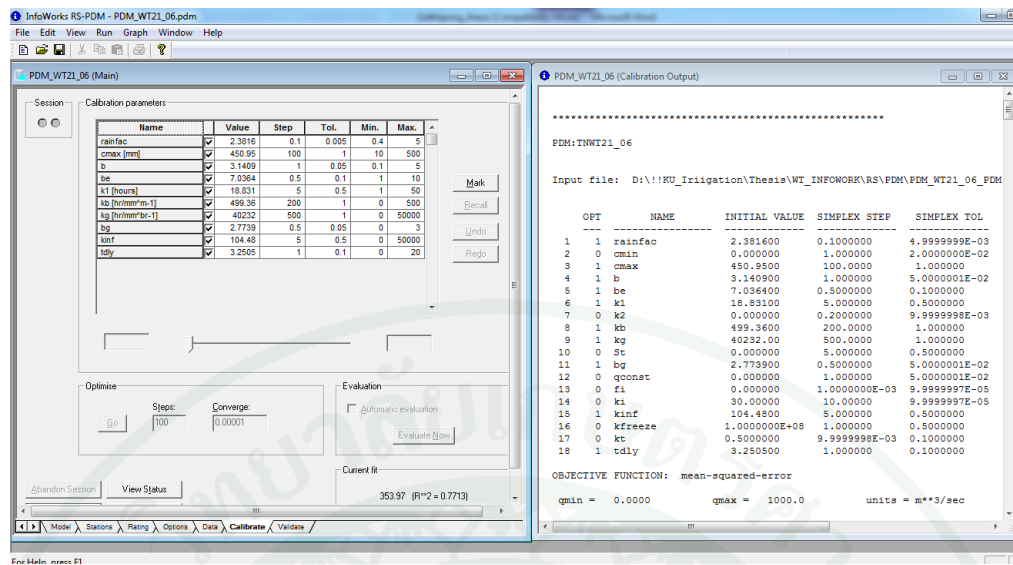 InfoWorks RS-PDM - PDM_WT21_06.pdm
File Edit View Run Graph Window Help
PDM_WT21_06 (Main)
Session
Calibration parameters
Name Value Step Tol. Min. Max.
rainfac 2.3816 0.1 0.005 0.4 5
cmax [mm] 450.95 100 1 10 500
b 3.1409 1 0.05 0.1 5
be 7.0364 0.5 0.1 1 10
k1 [hours] 18.831 5 0.5 1 50
kb [hr/mm^m-1] 499.36 200 1 0 500
kg [hr/mm^br-1] 40232 500 1 0 50000
bg 2.7739 0.5 0.05 0 3
kinf 104.48 5 0.5 0 50000
tdly 3.2505 1 0.1 0 20
Mark
Recall
Undo
Redo
Optimise
Steps: Converge:
Go 100 0.00001
Evaluation
Automatic evaluation
Evaluate Now
Current fit
353.97 (R**2 = 0.7713)
Abandon Session View Status
Model Stations Rating Options Data Calibrate Validate
PDM_WT21_06 (Calibration Output)
*******************************************************
PDM:TNWT21_06
Input file: D:\!!KU_Iriigation\Thesis\WT_INFOWORK\RS\PDM\PDM_WT21_06_PDM
OPT NAME INITIAL VALUE SIMPLEX STEP SIMPLEX TOL
--- -------------- ------------- ------------ ------------
1 1 rainfac 2.381600 0.1000000 4.9999999E-03
2 0 cmin 0.000000 1.000000 2.0000000E-02
3 1 cmax 450.9500 100.0000 1.000000
4 1 b 3.140900 1.000000 5.0000001E-02
5 1 be 7.036400 0.5000000 0.1000000
6 1 k1 18.83100 5.000000 0.5000000
7 0 k2 0.000000 0.2000000 9.9999998E-03
8 1 kb 499.3600 200.0000 1.000000
9 1 kg 40232.00 500.0000 1.000000
10 0 St 0.000000 5.000000 0.5000000
11 1 bg 2.773900 0.5000000 5.0000001E-02
12 0 qconst 0.000000 1.000000 5.0000001E-02
13 0 fi 0.000000 1.0000000E-03 9.9999997E-05
14 0 ki 30.00000 10.00000 9.9999997E-05
15 1 kinf 104.4800 5.000000 0.5000000
16 0 kfreeze 1.0000000E+08 1.000000 0.5000000
17 0 kt 0.5000000 9.9999998E-03 0.1000000
18 1 tdly 3.250500 1.000000 0.1000000
OBJECTIVE FUNCTION: mean-squared-error
qmin = 0.0000 qmax = 1000.0 units = m**3/sec
For Help, press F1